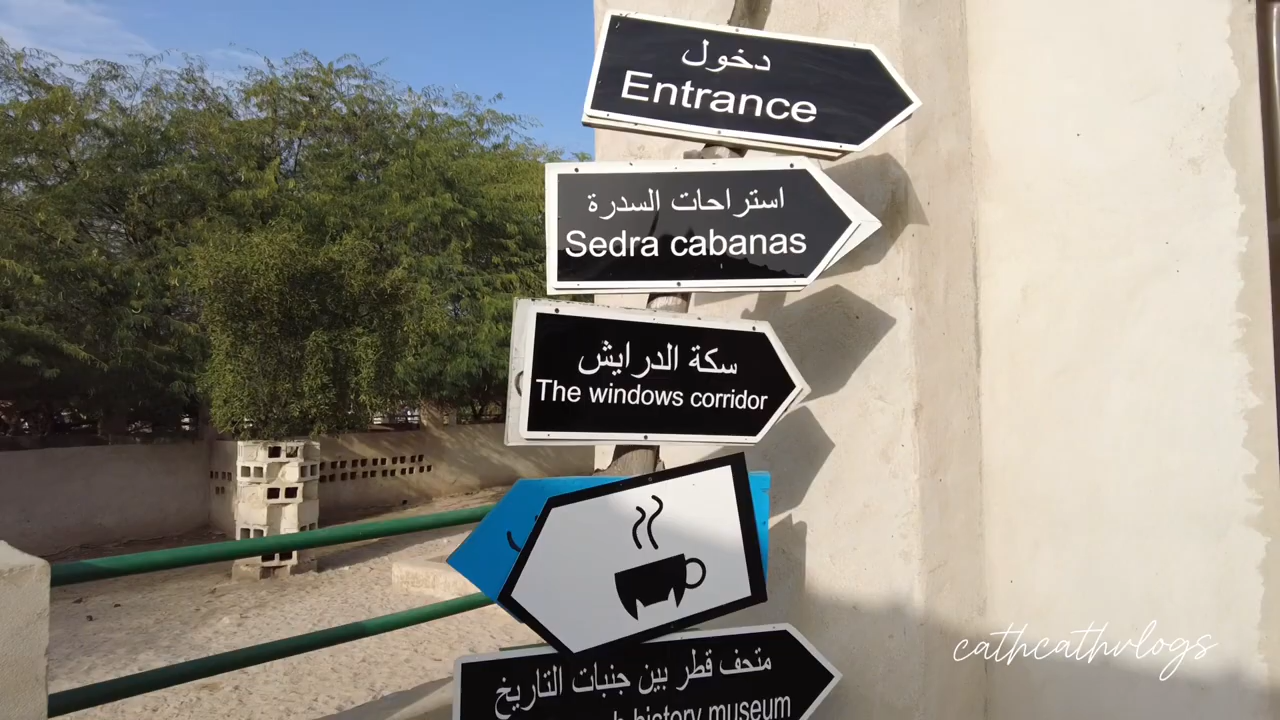 دخول
Entrance
استراحات السدرة
Sedra cabanas
سكة الدرايش
The windows corridor
متحف قطر بين جنبات التاريخ
history museum
cathcathvlogs